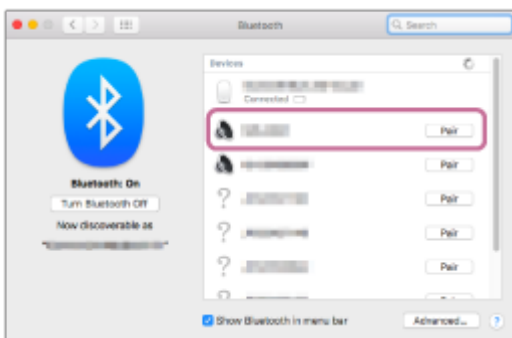 Bluetooth
Search
Devices
Connected
Pair
Pair
Pair
Pair
Pair
Bluetooth: On
Turn Bluetooth Off
Now discoverable as
Show Bluetooth in menu bar
Advanced...
?